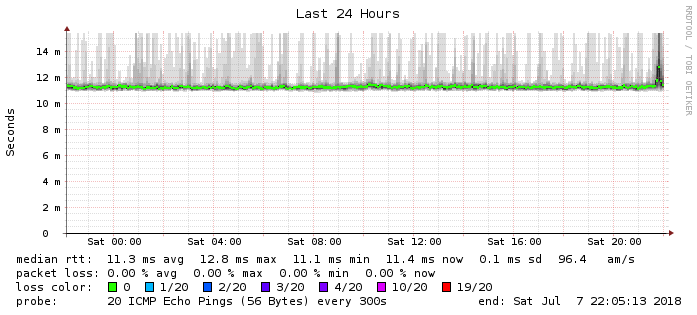 Last 24 Hours
RRDTOOL / TOBI OETIKER
Seconds
14 m
12 m
10 m
8 m
6 m
4 m
2 m
0
Sat 00:00 Sat 04:00 Sat 08:00 Sat 12:00 Sat 16:00 Sat 20:00
median rtt: 11.3 ms avg 12.8 ms max 11.1 ms min 11.4 ms now 0.1 ms sd 96.4 am/s
packet loss: 0.00 % avg 0.00 % max 0.00 % min 0.00 % now
loss color: 0 1/20 2/20 3/20 4/20 10/20 19/20
probe: 20 ICMP Echo Pings (56 Bytes) every 300s end: Sat Jul 7 22:05:13 2018